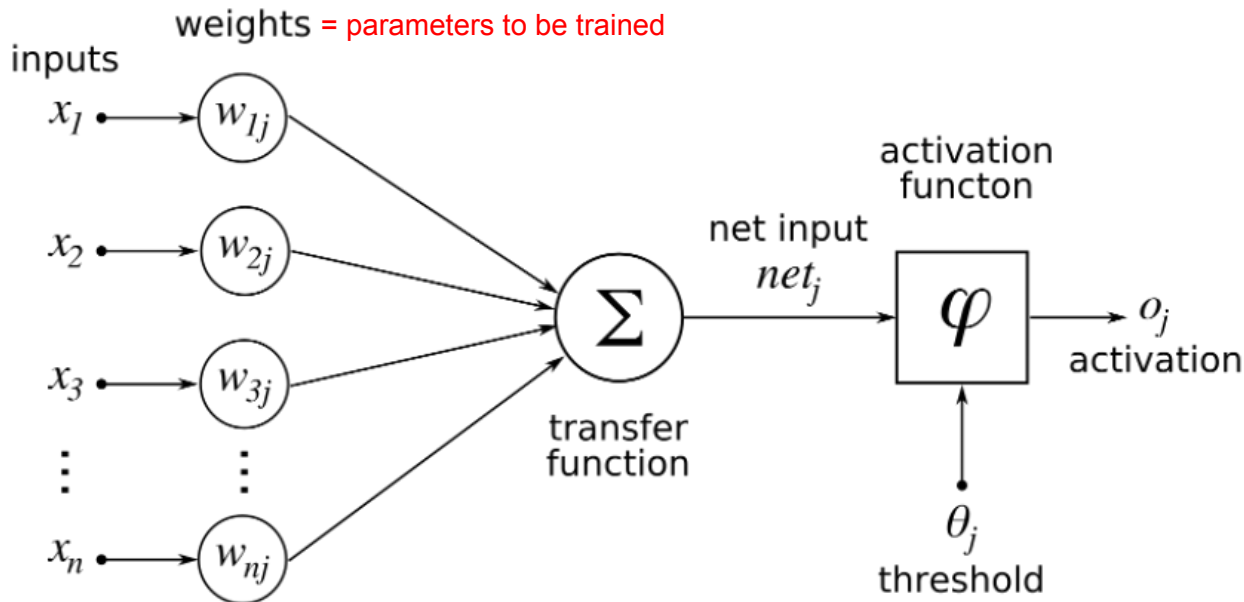 weights = parameters to be trained
inputs
x1
w1j
x2
w2j
x3
w3j
⋮
⋮
xn
wnj
Σ
transfer
function
net input
netj
activation
functon
φ
oj
activation
θj
threshold